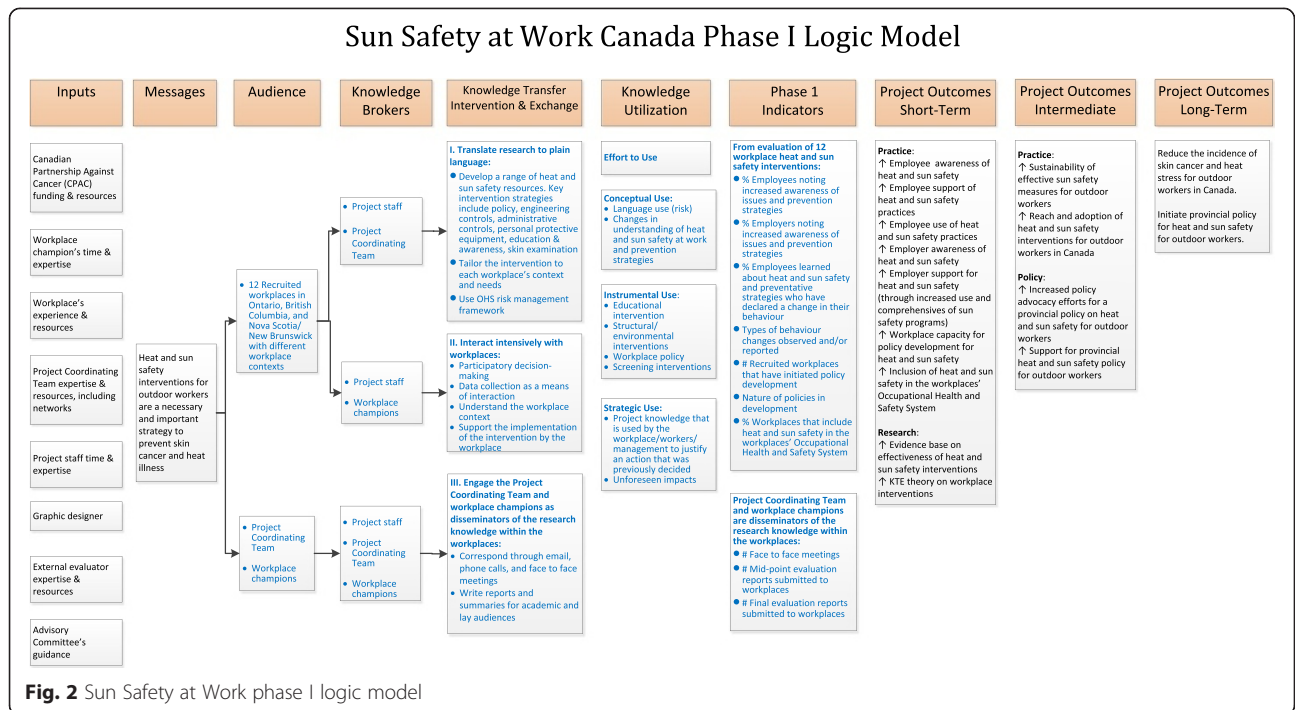 Sun Safety at Work Canada Phase I Logic Model
Inputs
Messages
Audience
Knowledge
Brokers
Knowledge Transfer
Intervention & Exchange
Knowledge
Utilization
Phase 1
Indicators
Project Outcomes
Short-Term
Project Outcomes
Intermediate
Project Outcomes
Long-Term
Canadian
Partnership Against
Cancer (CPAC)
funding & resources
Workplace
champion's time &
expertise
Workplace's
experience &
resources
Project Coordinating
Team expertise &
resources, including
networks
Project staff time &
expertise
Graphic designer
External evaluator
expertise &
resources
Advisory
Committee's
guidance
Heat and sun
safety
interventions for
outdoor workers
are a necessary
and important
strategy to
prevent skin
cancer and heat
illness
• 12 Recruited
workplaces in
Ontario, British
Columbia, and
Nova Scotia/
New Brunswick
with different
workplace
contexts
• Project
Coordinating
Team
• Workplace
champions
• Project staff
• Project
Coordinating
Team
• Project staff
• Workplace
champions
• Project staff
• Project
Coordinating
Team
• Workplace
champions
I. Translate research to plain
language:
● Develop a range of heat and
sun safety resources. Key
intervention strategies
include policy, engineering
controls, administrative
controls, personal protective
equipment, education &
awareness, skin examination
● Tailor the intervention to
each workplace's context
and needs
● Use OHS risk management
framework
II. Interact intensively with
workplaces:
• Participatory decision-
making
• Data collection as a means
of interaction
• Understand the workplace
context
• Support the implementation
of the intervention by the
workplace
III. Engage the Project
Coordinating Team and
workplace champions as
disseminators of the research
knowledge within the
workplaces:
• Correspond through email,
phone calls, and face to face
meetings
• Write reports and
summaries for academic and
lay audiences
Effort to Use
Conceptual Use:
• Language use (risk)
• Changes in
understanding of heat
and sun safety at work
and prevention
strategies
Instrumental Use:
• Educational
intervention
• Structural/
environmental
interventions
• Workplace policy
• Screening interventions
Strategic Use:
• Project knowledge that
is used by the
workplace/workers/
management to justify
an action that was
previously decided
• Unforeseen impacts
From evaluation of 12
workplace heat and sun
safety interventions:
● % Employees noting
increased awareness of
issues and prevention
strategies
● % Employers noting
increased awareness of
issues and prevention
strategies
● % Employees learned
about heat and sun safety
and preventative
strategies who have
declared a change in their
behaviour
● Types of behaviour
changes observed and/or
reported
● # Recruited workplaces
that have initiated policy
development
● Nature of policies in
development
● % Workplaces that include
heat and sun safety in the
workplaces' Occupational
Health and Safety System
Project Coordinating Team
and workplace champions
are disseminators of the
research knowledge within
the workplaces:
● # Face to face meetings
● # Mid-point evaluation
reports submitted to
workplaces
● # Final evaluation reports
submitted to workplaces
Practice:
↑ Employee awareness of
heat and sun safety
↑ Employee support of
heat and sun safety
practices
↑ Employee use of heat
and sun safety practices
↑ Employer awareness of
heat and sun safety
↑ Employer support for
heat and sun safety
(through increased use and
comprehensives of sun
safety programs)
↑ Workplace capacity for
policy development for
heat and sun safety
↑ Inclusion of heat and sun
safety in the workplaces'
Occupational Health and
Safety System
Research:
↑ Evidence base on
effectiveness of heat and
sun safety interventions
↑ KTE theory on workplace
interventions
Practice:
↑ Sustainability of
effective sun safety
measures for outdoor
workers
↑ Reach and adoption of
heat and sun safety
interventions for outdoor
workers in Canada
Policy:
↑ Increased policy
advocacy efforts for a
provincial policy on heat
and sun safety for outdoor
workers
↑ Support for provincial
heat and sun safety policy
for outdoor workers
Reduce the incidence of
skin cancer and heat
stress for outdoor
workers in Canada.
Initiate provincial policy
for heat and sun safety
for outdoor workers.
Fig. 2 Sun Safety at Work phase I logic model